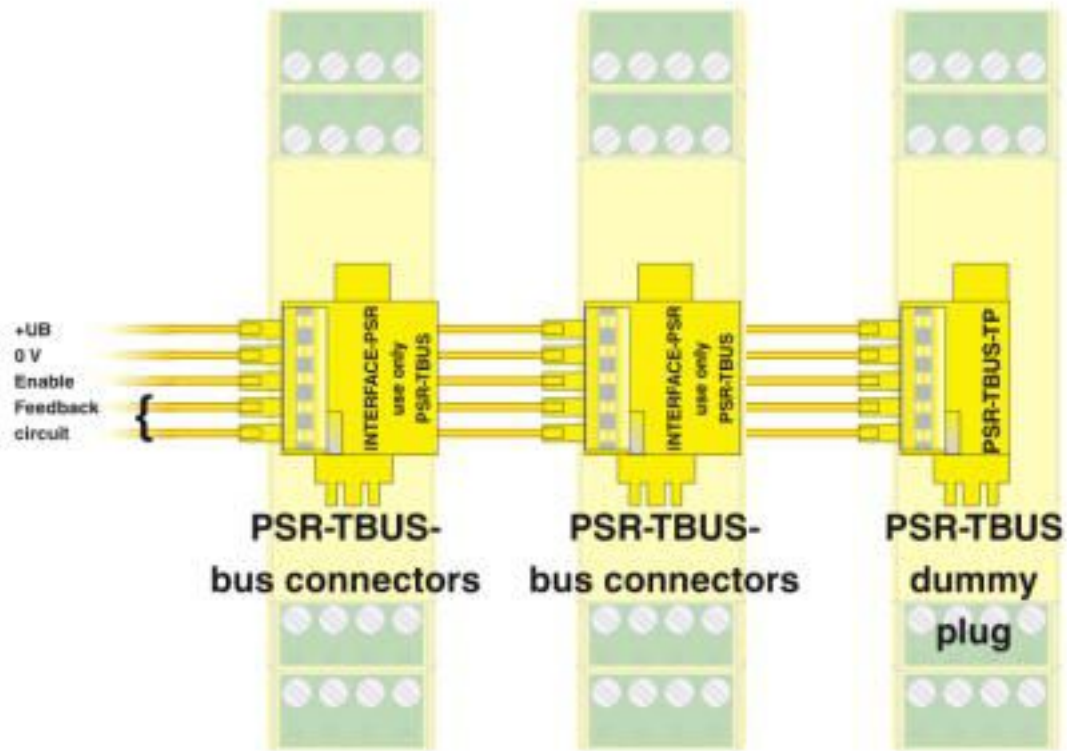 +UB
0 V
Enable
Feedback
circuit
{
INTERFACE-PSR
use only
PSR-TBUS
INTERFACE-PSR
use only
PSR-TBUS
PSR-TBUS-TP
PSR-TBUS-
bus connectors
PSR-TBUS-
bus connectors
PSR-TBUS
dummy
plug